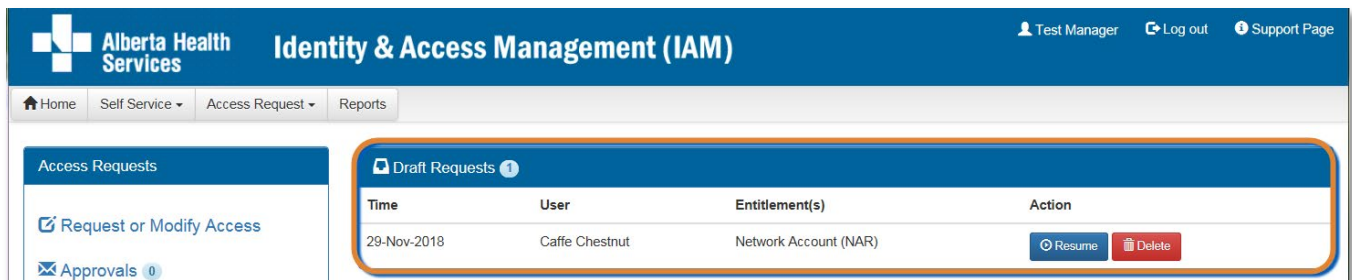 Alberta Health
Services
Identity & Access Management (IAM)
Test Manager
Log out
Support Page
Home
Self Service
Access Request
Reports
Access Requests
Request or Modify Access
Approvals 0
Draft Requests 1
Time User Entitlement(s) Action
29-Nov-2018 Caffe Chestnut Network Account (NAR) Resume Delete